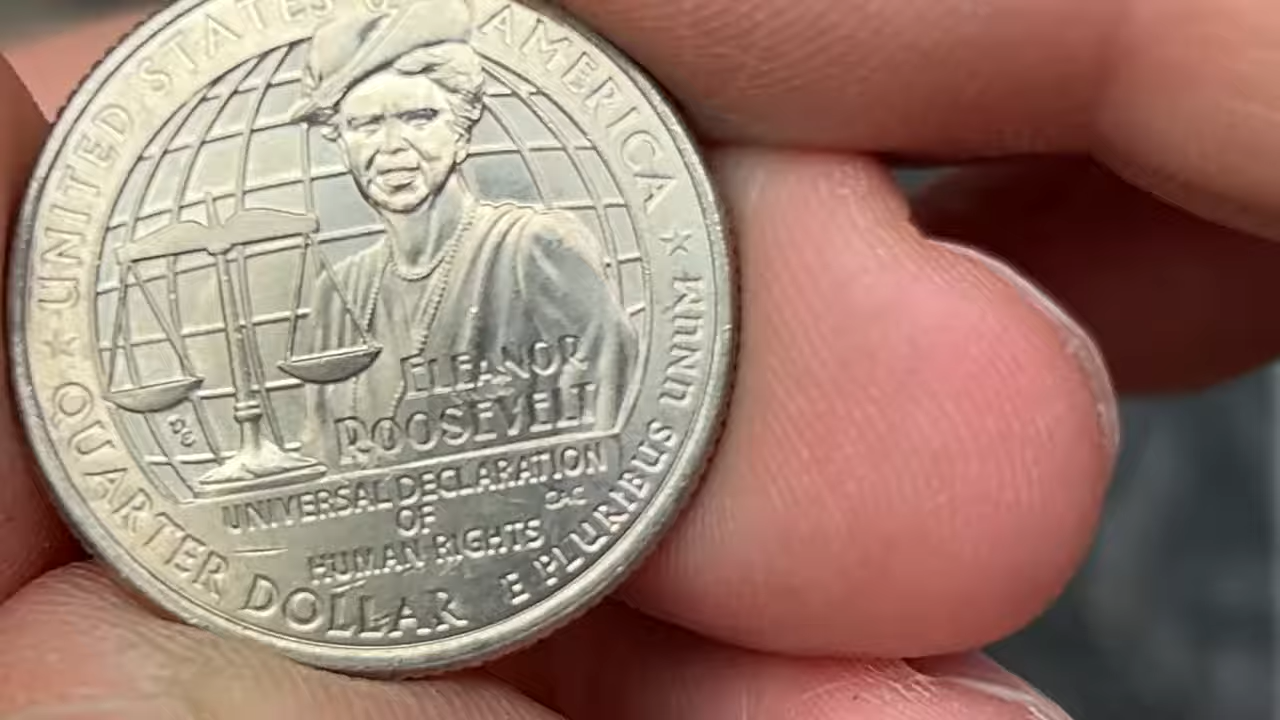 UNITED STATES OF AMERICA
ELEANOR
ROOSEVELT
UNIVERSAL DECLARATION
OF
HUMAN RIGHTS
QUARTER DOLLAR
E PLURIBUS UNUM